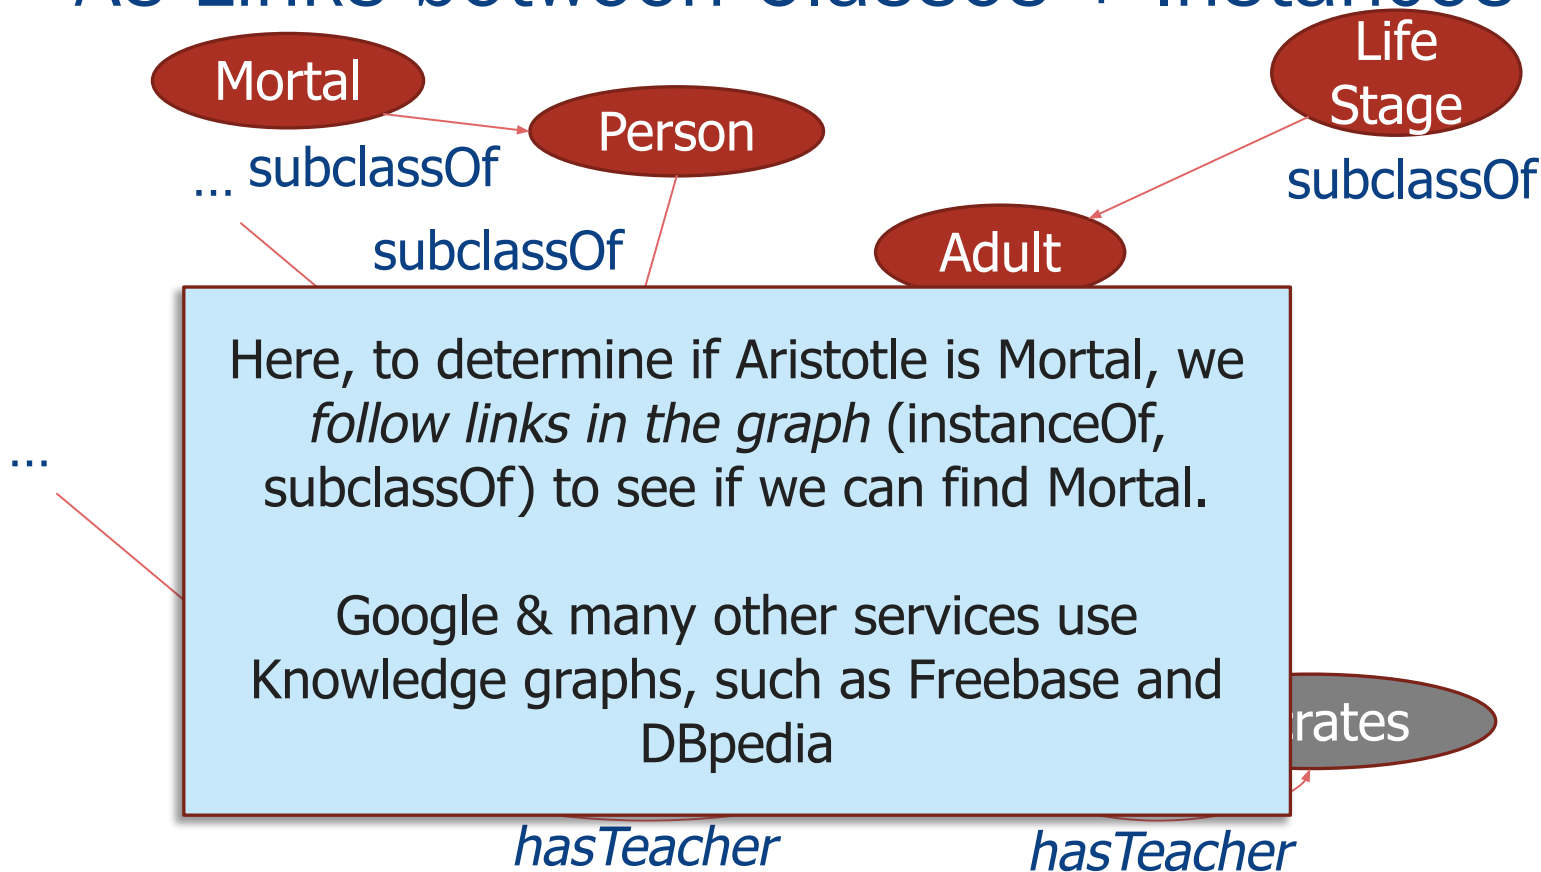 Mortal
Life
Stage
Person
... subclassOf
subclassOf
subclassOf
Adult
Here, to determine if Aristotle is Mortal, we
follow links in the graph (instanceOf,
subclassOf) to see if we can find Mortal.
...
Google & many other services use
Knowledge graphs, such as Freebase and
DBpedia
rates
hasTeacher
hasTeacher